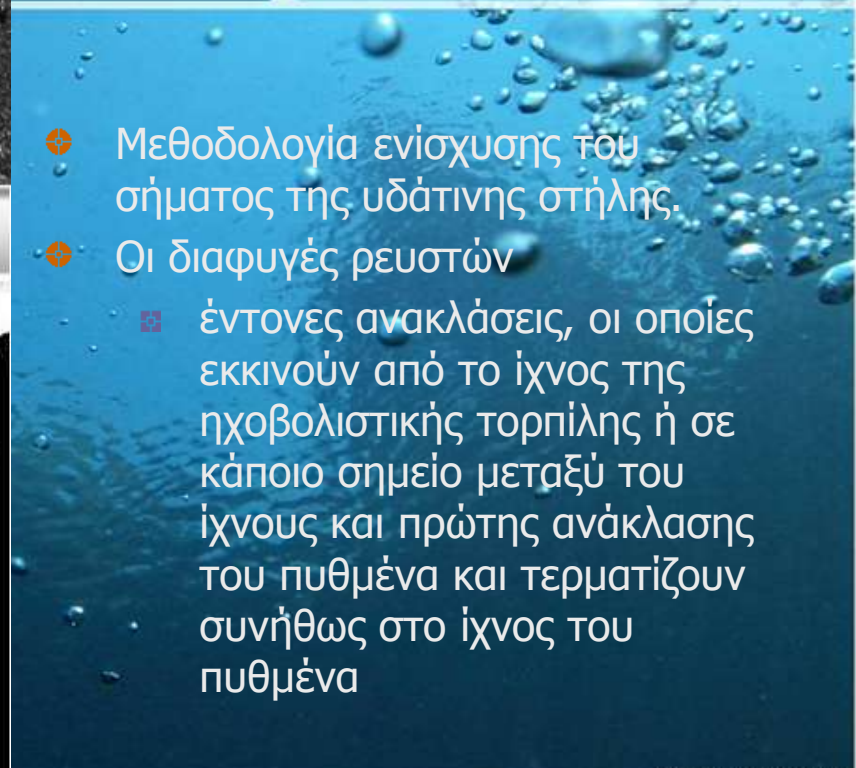 Μεθοδολογία ενίσχυσης του
σήματος της υδάτινης στήλης.
Οι διαφυγές ρευστών
έντονες ανακλάσεις, οι οποίες
εκκινούν από το ίχνος της
ηχοβολιστικής τορπίλης ή σε
κάποιο σημείο μεταξύ του
ίχνους και πρώτης ανάκλασης
του πυθμένα και τερματίζουν
συνήθως στο ίχνος του
πυθμένα